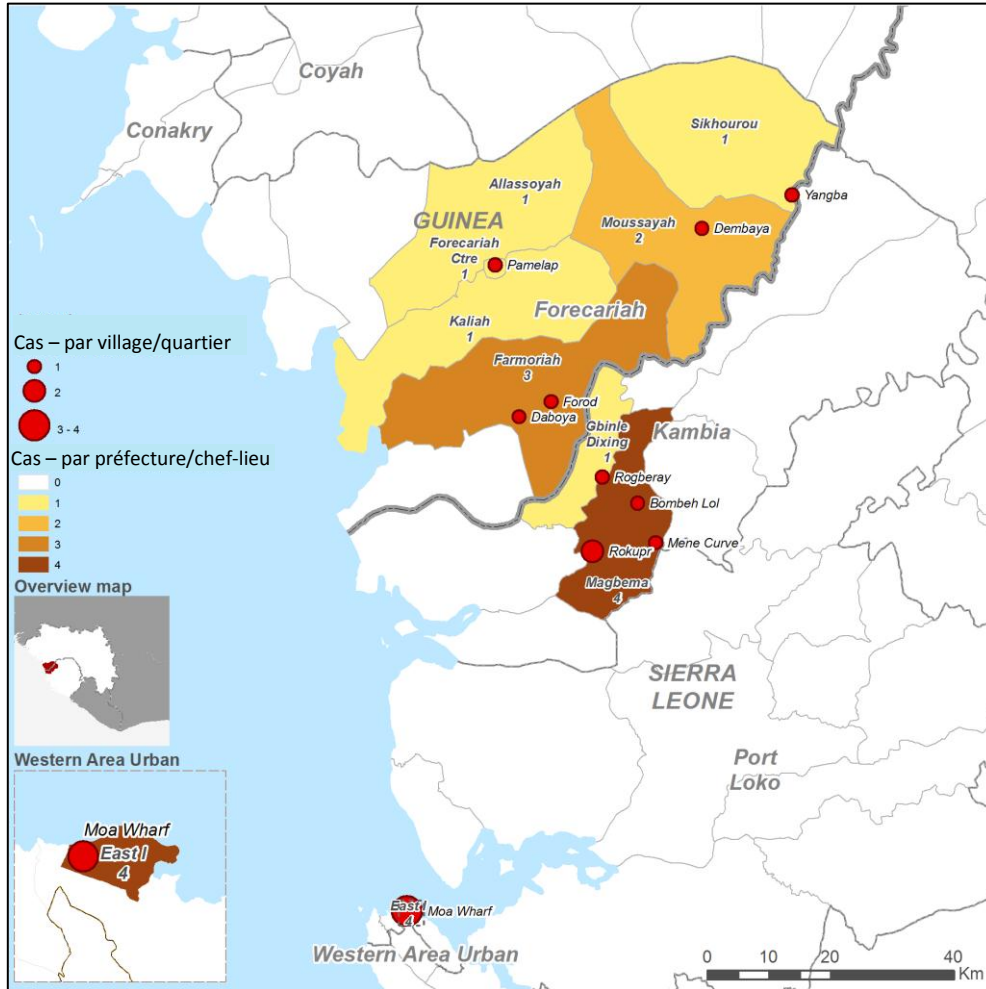 Coyah
Conakry
Sikhourou
1
Allassoyah
1
Yangba
GUINEA
Moussayah
2
Dembaya
Forecariah
Ctre
1
Pamelap
Forecariah
Kaliah
1
Cas – par village/quartier
1
2
3 - 4
Farmoriah
3
Forod
Daboya
Gbinle
Dixing
1
Kambia
Cas – par préfecture/chef-lieu
0
1
2
3
4
Rogberay
Bombeh Lol
Mene Curve
Rokupr
Magbema
4
Overview map
SIERRA
LEONE
Port
Loko
Western Area Urban
Moa Wharf
East I
4
East I
4
Moa Wharf
Western Area Urban
0 10 20 40
Km